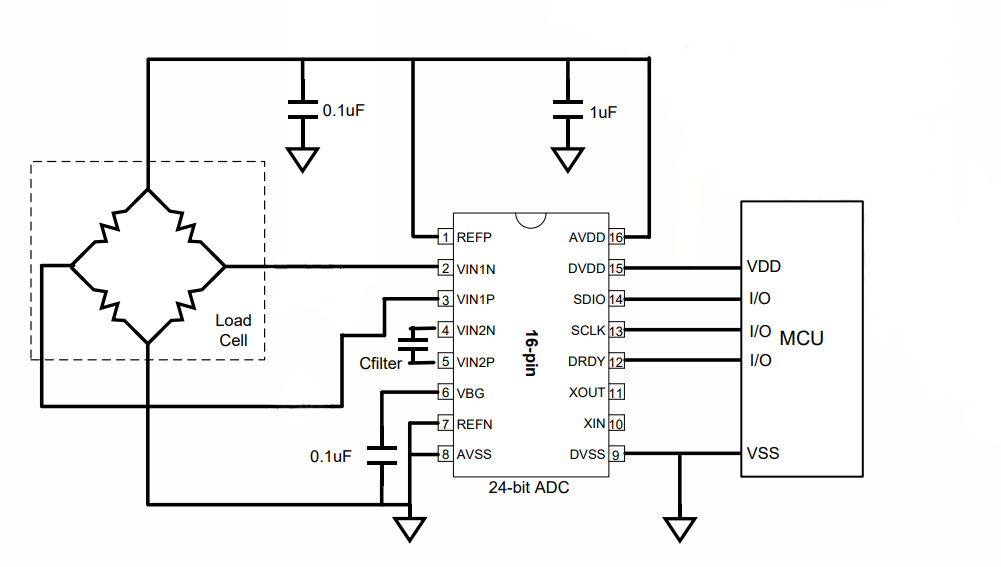 0.1uF
1uF
Load
Cell
1 REFP
2 VIN1N
3 VIN1P
4 VIN2N
5 VIN2P
6 VBG
7 REFN
8 AVSS
Cfilter
0.1uF
16-pin
AVDD 16
DVDD 15
SDIO 14
SCLK 13
DRDY 12
XOUT 11
XIN 10
DVSS 9
24-bit ADC
VDD
I/O
I/O
I/O
MCU
VSS